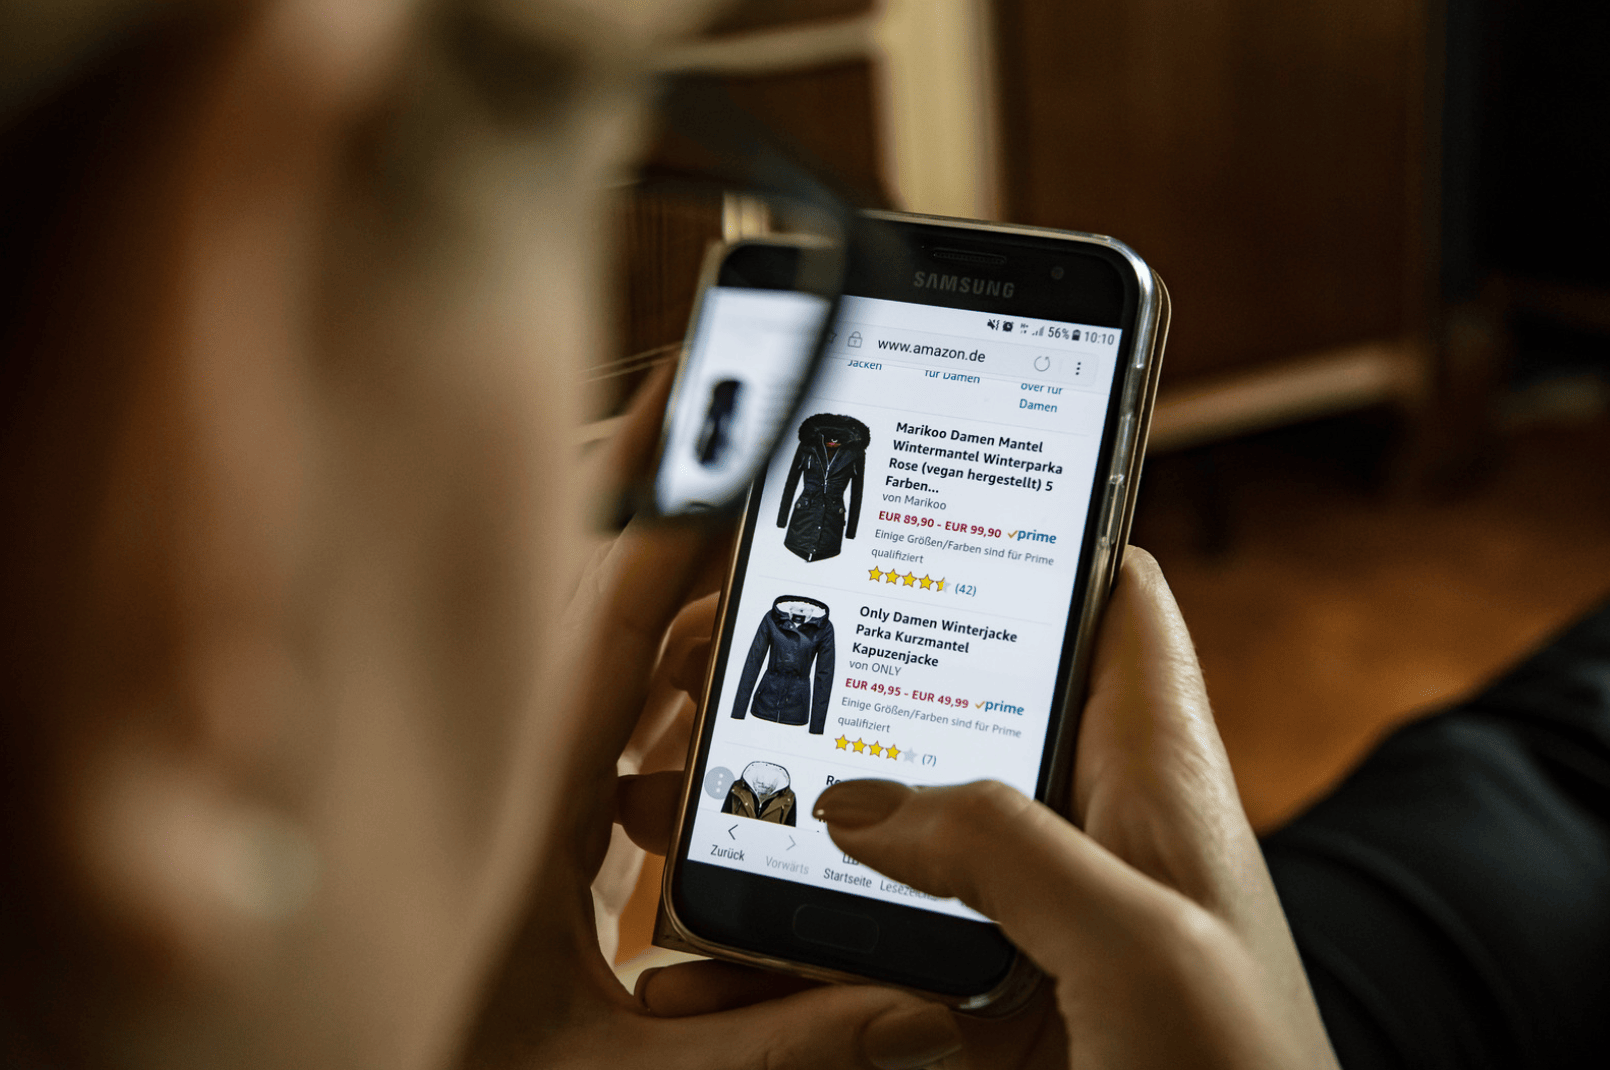 SAMSUNG
56% 10:10
www.amazon.de
Jacken
für Damen
over für
Damen
Marikoo Damen Mantel
Wintermantel Winterparka
Rose (vegan hergestellt) 5
Farben...
von Marikoo
EUR 89,90 - EUR 99,90 prime
Einige Größen/Farben sind für Prime
qualifiziert
(42)
Only Damen Winterjacke
Parka Kurzmantel
Kapuzenjacke
von ONLY
EUR 49,95 - EUR 49,99 prime
Einige Größen/Farben sind für Prime
qualifiziert
(7)
Zurück
Vorwärts
Startseite